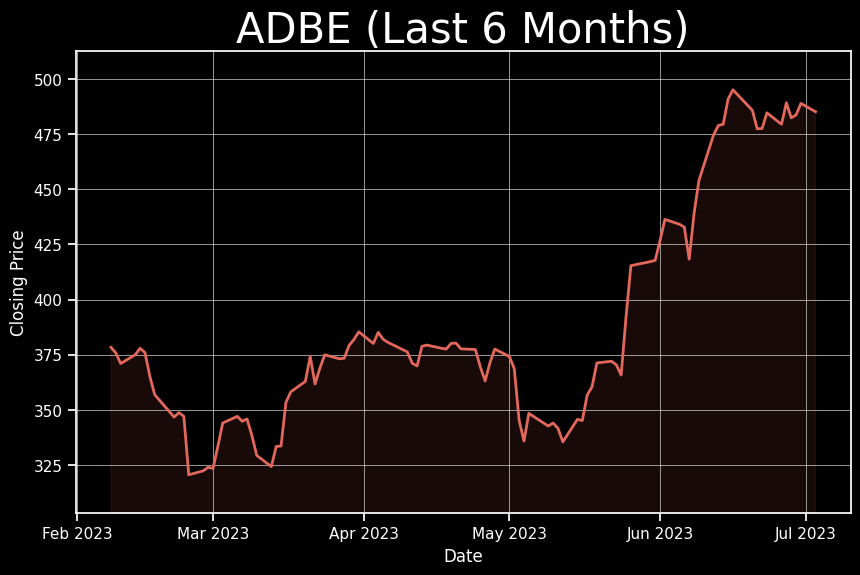 ADBE (Last 6 Months)
Closing Price
500
475
450
425
400
375
350
325
Feb 2023
Mar 2023
Apr 2023
May 2023
Jun 2023
Jul 2023
Date